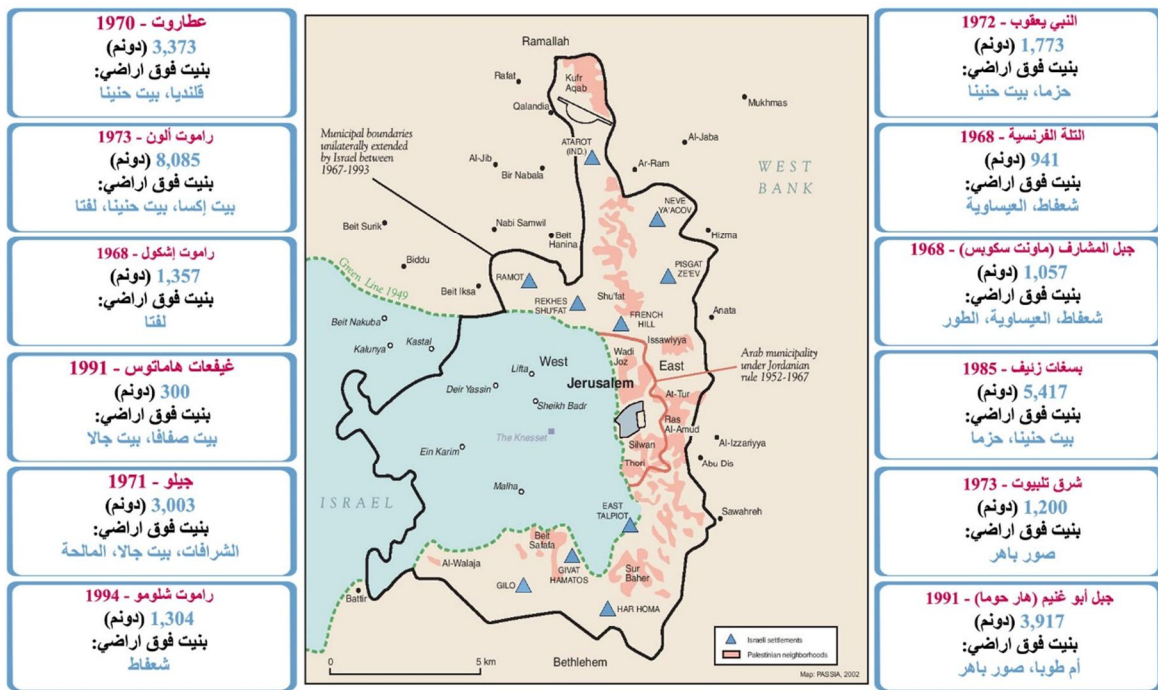 عطاروت - 1970
3,373 (دونم)
بنيت فوق اراضي:
قلنديا، بيت حنينا
راموت ألون - 1973
8,085 (دونم)
بنيت فوق اراضي:
بيت إكسا، بيت حنينا، لفتا
راموت إشكول - 1968
1,357 (دونم)
بنيت فوق اراضي:
لفتا
غيفعات هاماتوس - 1991
300 (دونم)
بنيت فوق اراضي:
بيت صفافا، بيت جالا
جيلو - 1971
3,003 (دونم)
بنيت فوق اراضي:
الشرافات، بيت جالا، المالحة
راموت شلومو - 1994
1,304 (دونم)
بنيت فوق اراضي:
شعفاط
Ramallah
Rafat
Kufr
Aqab
Qalandia
Mukhmas
Municipal boundaries
unilaterally extended
by Israel between
1967-1993
ATAROT
(IND.)
Al-Jaba
Al-Jib
Bir Nabala
Ar-Ram
WEST
BANK
NEVE
YA'ACOV
Beit Surik
Nabi Samwil
Beit
Hanina
Hizma
Biddu
Green Line 1949
RAMOT
PISGAT
ZE'EV
Beit Iksa
REKHES
SHU'FAT
Shu'fat
FRENCH
HILL
Anata
Beit Nakuba
Kalunya
Kastal
Issawiyya
Wadi
Joz
West
East
Jerusalem
Arab municipality
under Jordanian
rule 1952-1967
Lifta
Deir Yassin
Sheikh Badr
At-Tur
Ras
Al-Amud
The Knesset
Silwan
Al-Izzariyya
Ein Karim
Thori
Abu Dis
Malha
ISRAEL
EAST
TALPIOT
Sawahreh
Beit
Safafa
Al-Walaja
GIVAT
HAMATOS
Sur
Baher
Battir
GILO
HAR HOMA
Israeli settlements
Palestinian neighborhoods
0
5 km
Bethlehem
Map: PASSIA, 2002
النبي يعقوب - 1972
1,773 (دونم)
بنيت فوق اراضي:
حزما، بيت حنينا
التلة الفرنسية - 1968
941 (دونم)
بنيت فوق اراضي:
شعفاط، العيساوية
جبل المشارف (ماونت سكوبس) - 1968
1,057 (دونم)
بنيت فوق اراضي:
شعفاط، العيساوية، الطور
بسغات زئيف - 1985
5,417 (دونم)
بنيت فوق اراضي:
بيت حنينا، حزما
شرق تلبيوت - 1973
1,200 (دونم)
بنيت فوق اراضي:
صور باهر
جبل أبو غنيم (هار حوما) - 1991
3,917 (دونم)
بنيت فوق اراضي:
أم طوبا، صور باهر